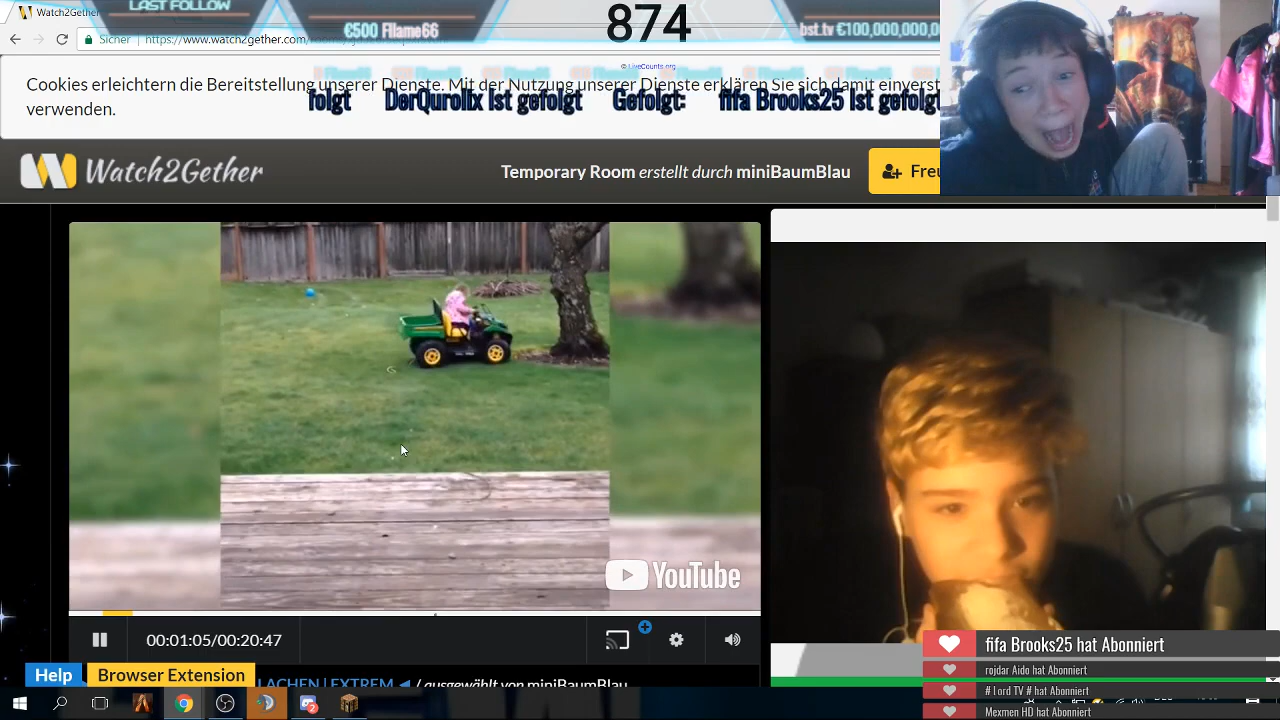 Watch2Gether
LAST FOLLOW
€500 Fllame66
874
bst.tv €100,000,000,
Sicher
https://www.watch2gether.com/
© LiveCounts.org
Cookies erleichtern die Bereitstellung unserer Dienste. Mit der Nutzung unserer Dienste erklären Sie sich damit einverst
verwenden.
folgt DerQurolix ist gefolgt Gefolgt: fifa Brooks25 ist gefolgt
Watch2Gether
Temporary Room erstellt durch miniBaumBlau
Freu
YouTube
00:01:05/00:20:47
fifa Brooks25 hat Abonniert
rojdar Aido hat Abonniert
# Lord TV # hat Abonniert
Mexmen HD hat Abonniert
Help
Browser Extension
LACHEN | EXTREM ◄ / ausgewählt von miniBaumBlau